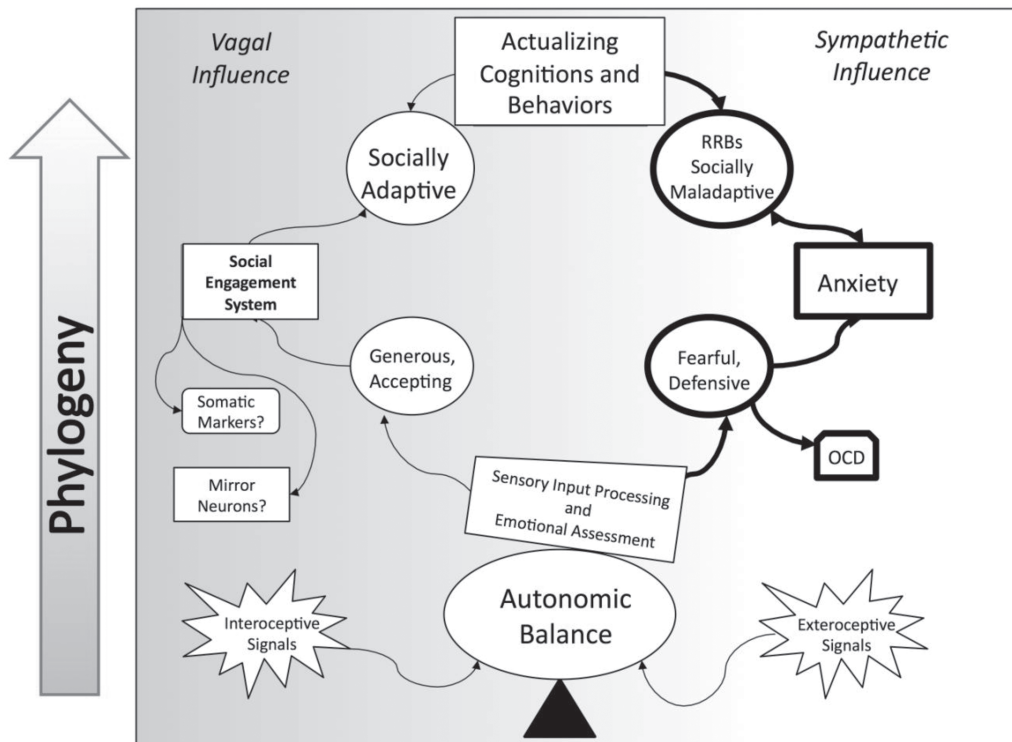 Vagal
Influence
Actualizing
Cognitions and
Behaviors
Sympathetic
Influence
Socially
Adaptive
RRBs
Socially
Maladaptive
Social
Engagement
System
Anxiety
Generous,
Accepting
Fearful,
Defensive
Somatic
Markers?
OCD
Mirror
Neurons?
Sensory Input Processing
and
Emotional Assessment
Interoceptive
Signals
Autonomic
Balance
Exteroceptive
Signals
Phylogeny